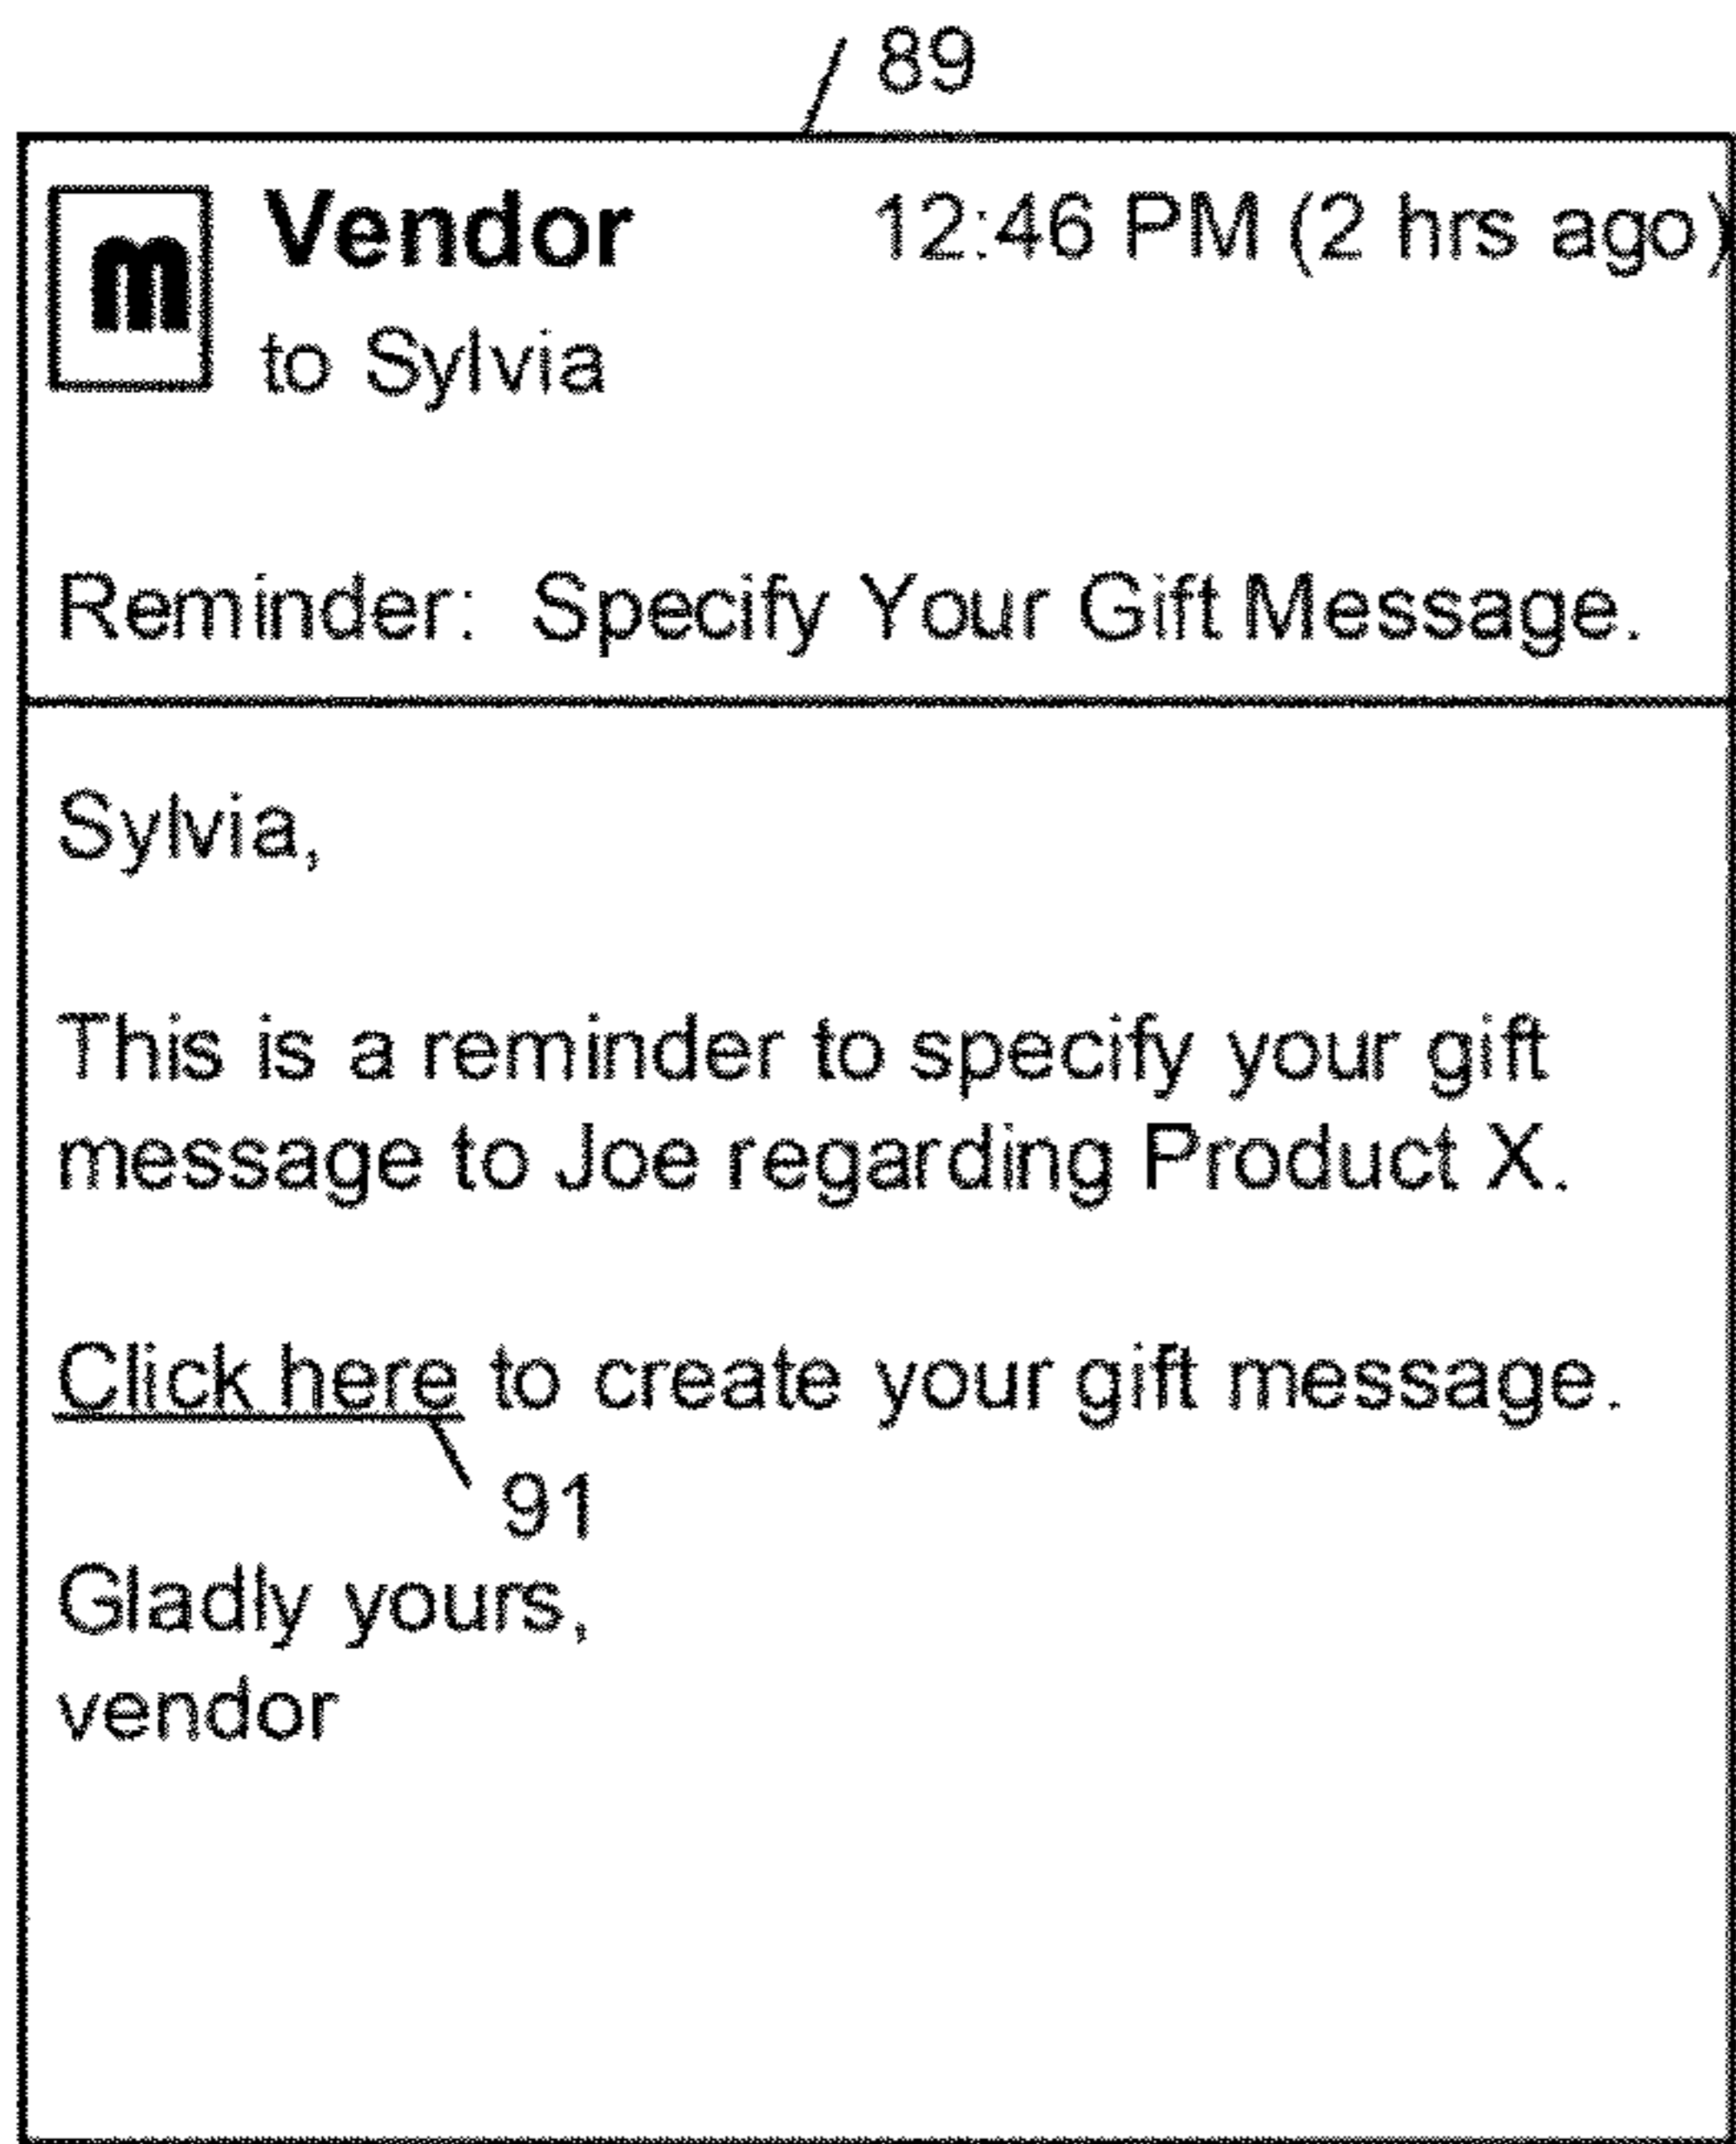 89
m Vendor 12:46 PM (2 hrs ago)
to Sylvia
Reminder: Specify Your Gift Message.
Sylvia,
This is a reminder to specify your gift
message to Joe regarding Product X.
Click here to create your gift message.
91
Gladly yours,
vendor